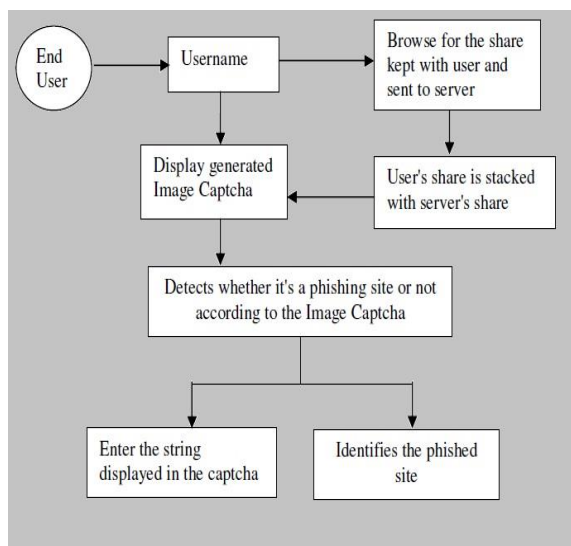 End
User
Username
Browse for the share
kept with user and
sent to server
Display generated
Image Captcha
User's share is stacked
with server's share
Detects whether it's a phishing site or not
according to the Image Captcha
Enter the string
displayed in the captcha
Identifies the phished
site